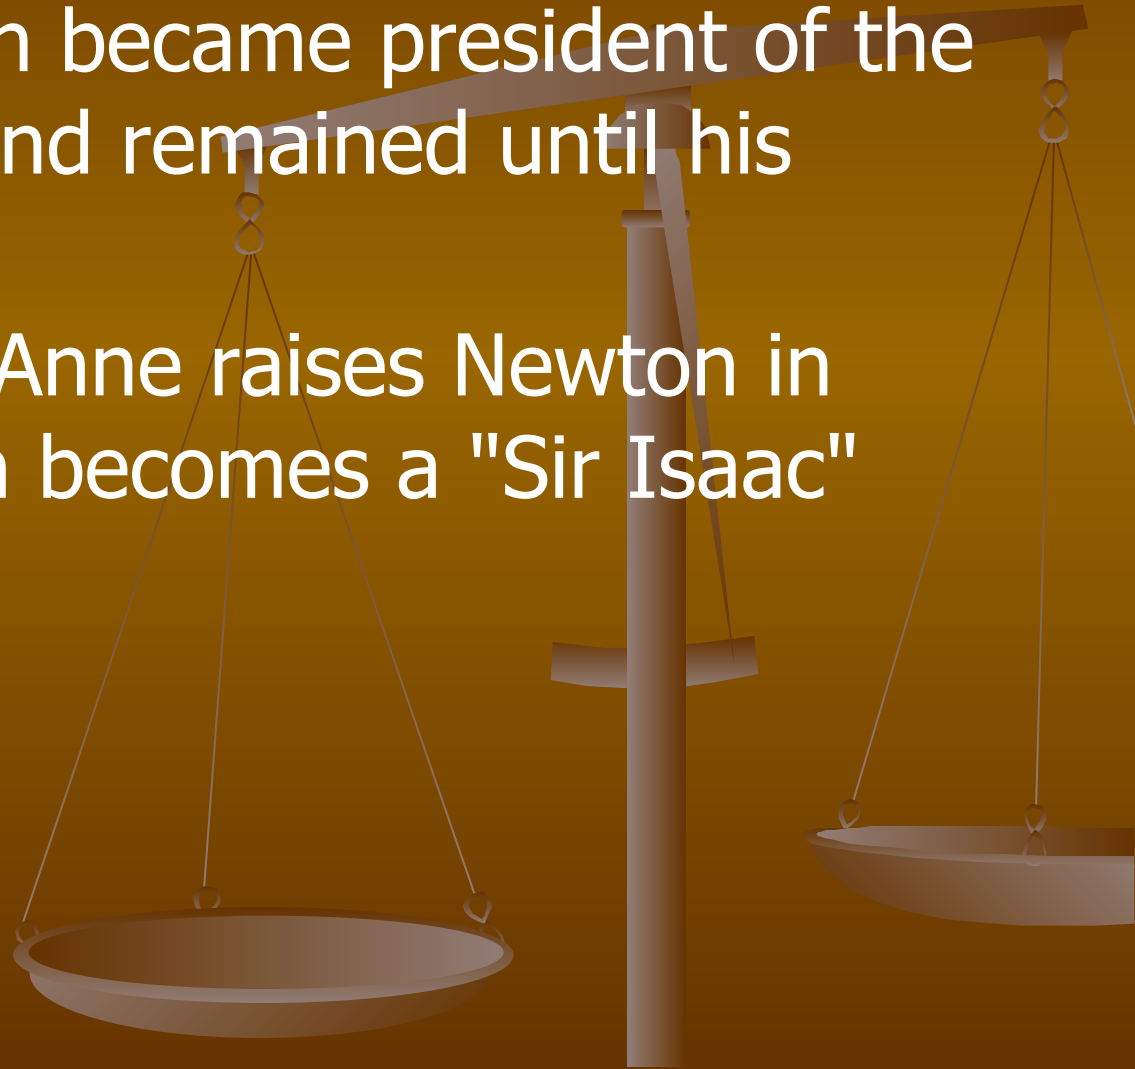 n became president of the
nd remained until his
Anne raises Newton in
n becomes a "Sir Isaac"